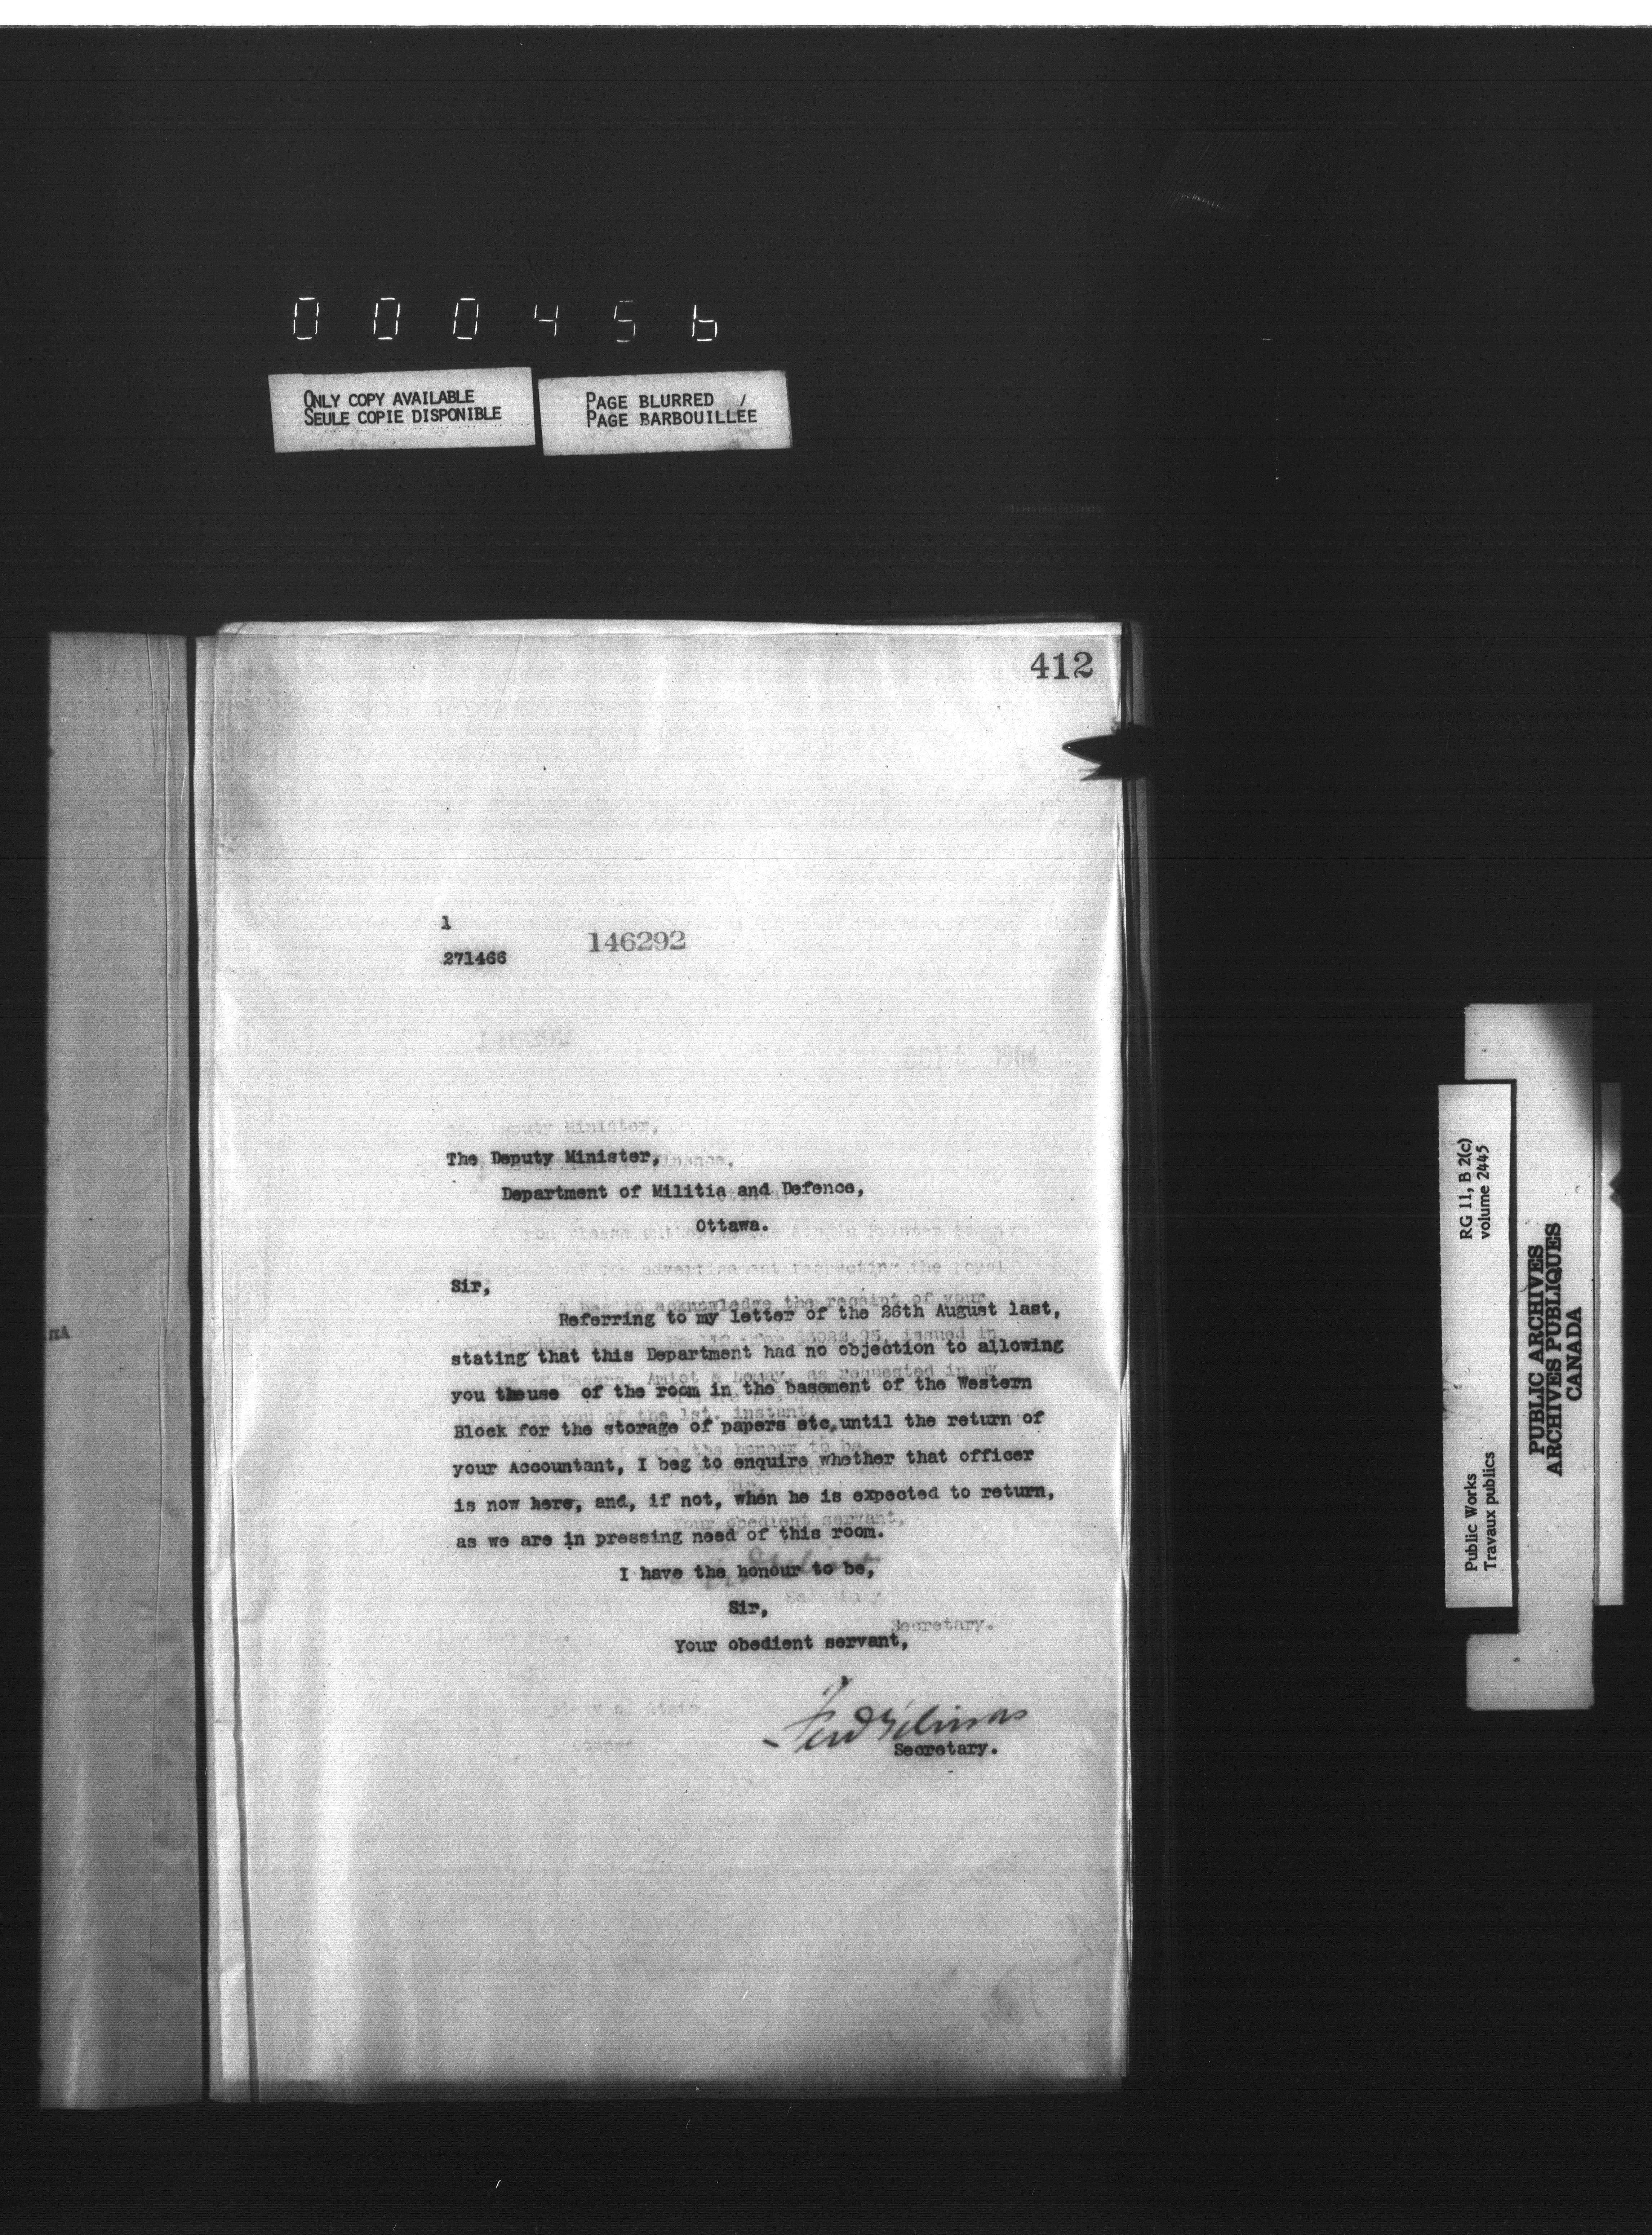 000456
ONLY COPY AVAILABLE
SEULE COPIE DISPONIBLE
PAGE BLURRED /
PAGE BARBOUILLÉE
412
1
271466
146292
OCT 5 1904
The Deputy Minister,
Department of Militia and Defence,
Ottawa.
Sir,
Referring to my letter of the 26th August last,
stating that this Department had no objection to allowing
you theuse of the room in the basement of the Western
Block for the storage of papers etc,until the return of
your Accountant, I beg to enquire whether that officer
is now here, and, if not, when he is expected to return,
as we are in pressing need of this room.
I have the honour to be,
Sir,
Your obedient servant,
Secretary.
Secretary.
Public Works
Travaux publics
RG 11, B 2(c)
volume 2445
PUBLIC ARCHIVES
ARCHIVES PUBLIQUES
CANADA